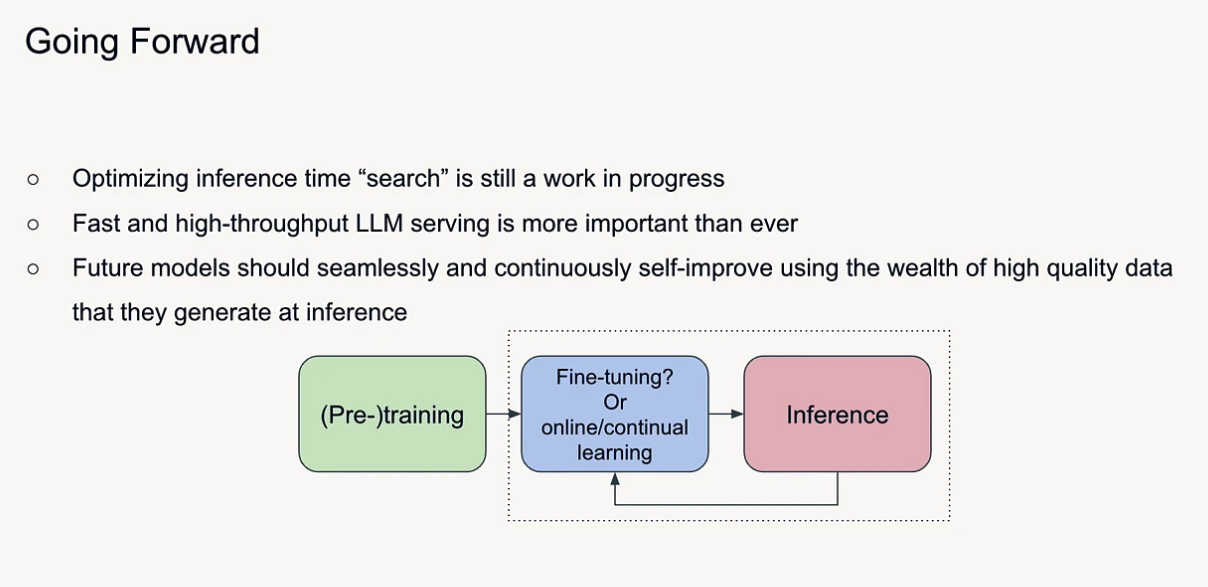 Going Forward
○ Optimizing inference time “search” is still a work in progress
○ Fast and high-throughput LLM serving is more important than ever
○ Future models should seamlessly and continuously self-improve using the wealth of high quality data
that they generate at inference
(Pre-)training
Fine-tuning?
Or
online/continual
learning
Inference